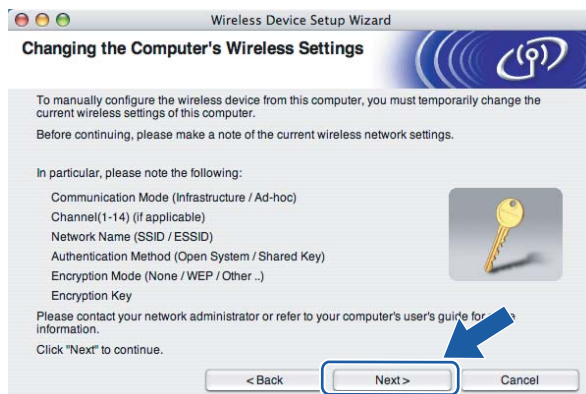 Wireless Device Setup Wizard
Changing the Computer's Wireless Settings
To manually configure the wireless device from this computer, you must temporarily change the
current wireless settings of this computer.
Before continuing, please make a note of the current wireless network settings.
In particular, please note the following:
Communication Mode (Infrastructure / Ad-hoc)
Channel(1-14) (if applicable)
Network Name (SSID / ESSID)
Authentication Method (Open System / Shared Key)
Encryption Mode (None / WEP / Other ..)
Encryption Key
Please contact your network administrator or refer to your computer's user's guide for
information.
Click "Next" to continue.
< Back Next > Cancel